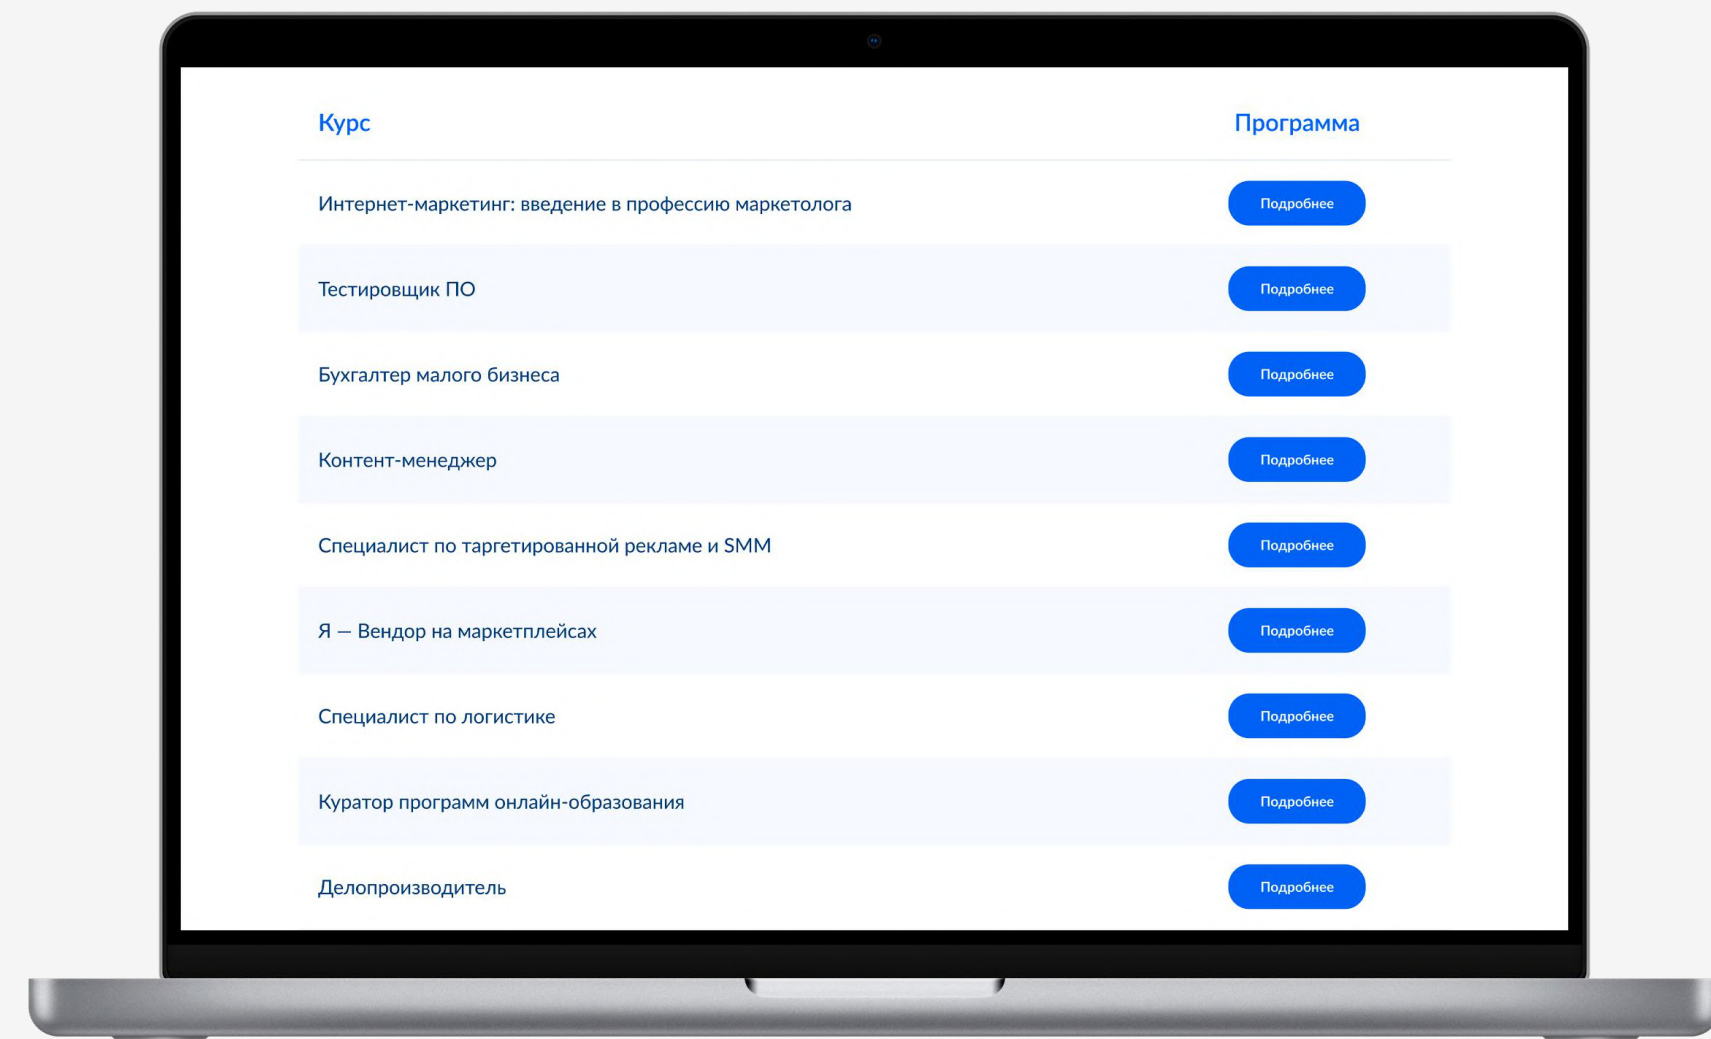 Курс Программа
Интернет-маркетинг: введение в профессию маркетолога Подробнее
Тестировщик ПО Подробнее
Бухгалтер малого бизнеса Подробнее
Контент-менеджер Подробнее
Специалист по таргетированной рекламе и SMM Подробнее
Я — Вендор на маркетплейсах Подробнее
Специалист по логистике Подробнее
Куратор программ онлайн-образования Подробнее
Делопроизводитель Подробнее